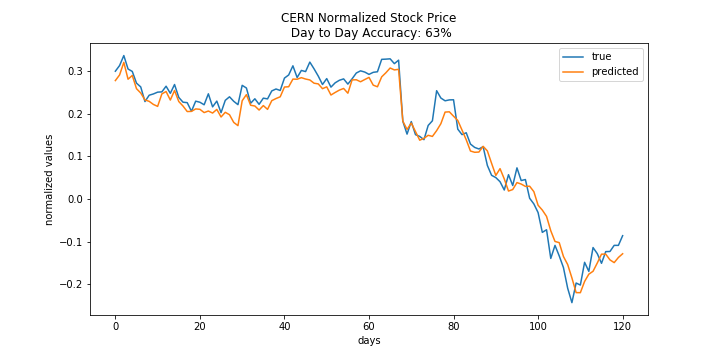 CERN Normalized Stock Price
Day to Day Accuracy: 63%
true
predicted
normalized values
0.3
0.2
0.1
0.0
−0.1
−0.2
0 20 40 60 80 100 120
days